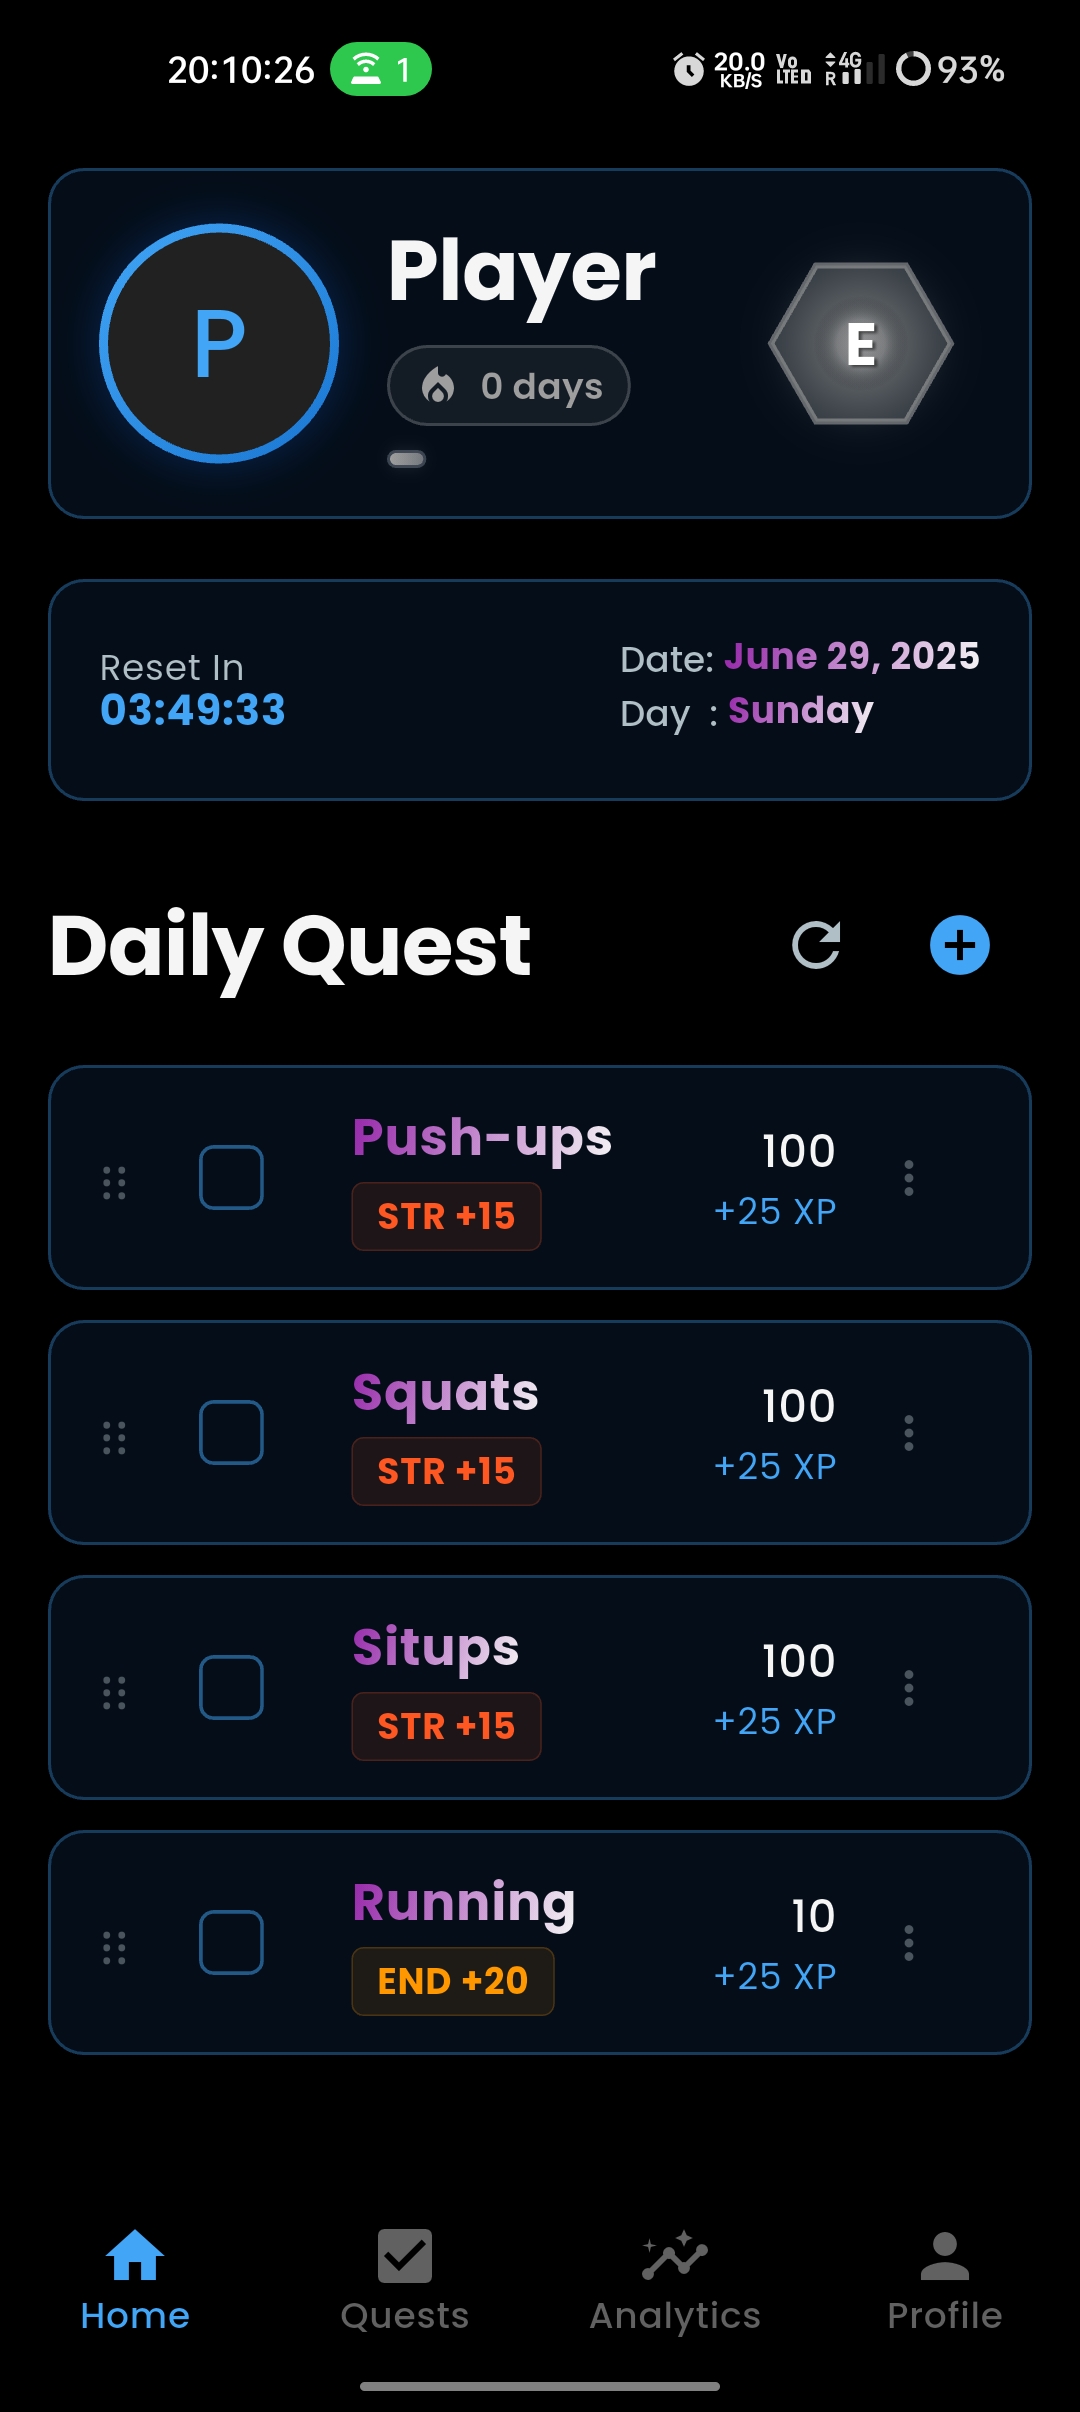 20:10:26 1 20.0 KB/S Vo LTE 4G R 93%
Player
P
E
0 days
Reset In
03:49:33
Date: June 29, 2025
Day : Sunday
Daily Quest
Push-ups
STR +15
100
+25 XP
Squats
STR +15
100
+25 XP
Situps
STR +15
100
+25 XP
Running
END +20
10
+25 XP
Home Quests Analytics Profile